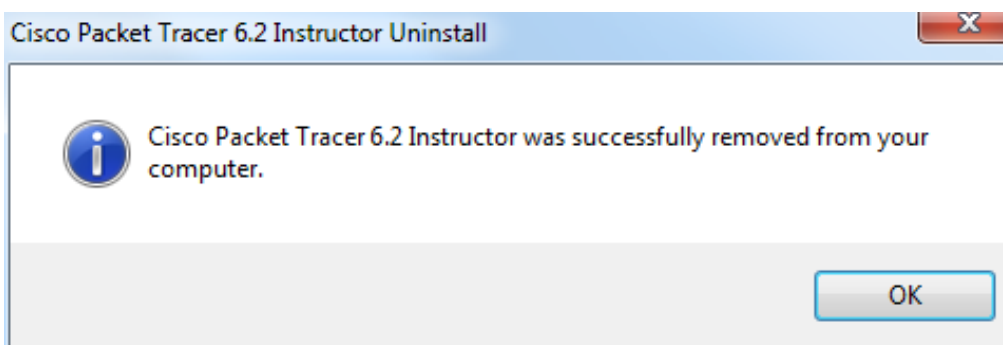 Cisco Packet Tracer 6.2 Instructor Uninstall
Cisco Packet Tracer 6.2 Instructor was successfully removed from your
computer.
OK